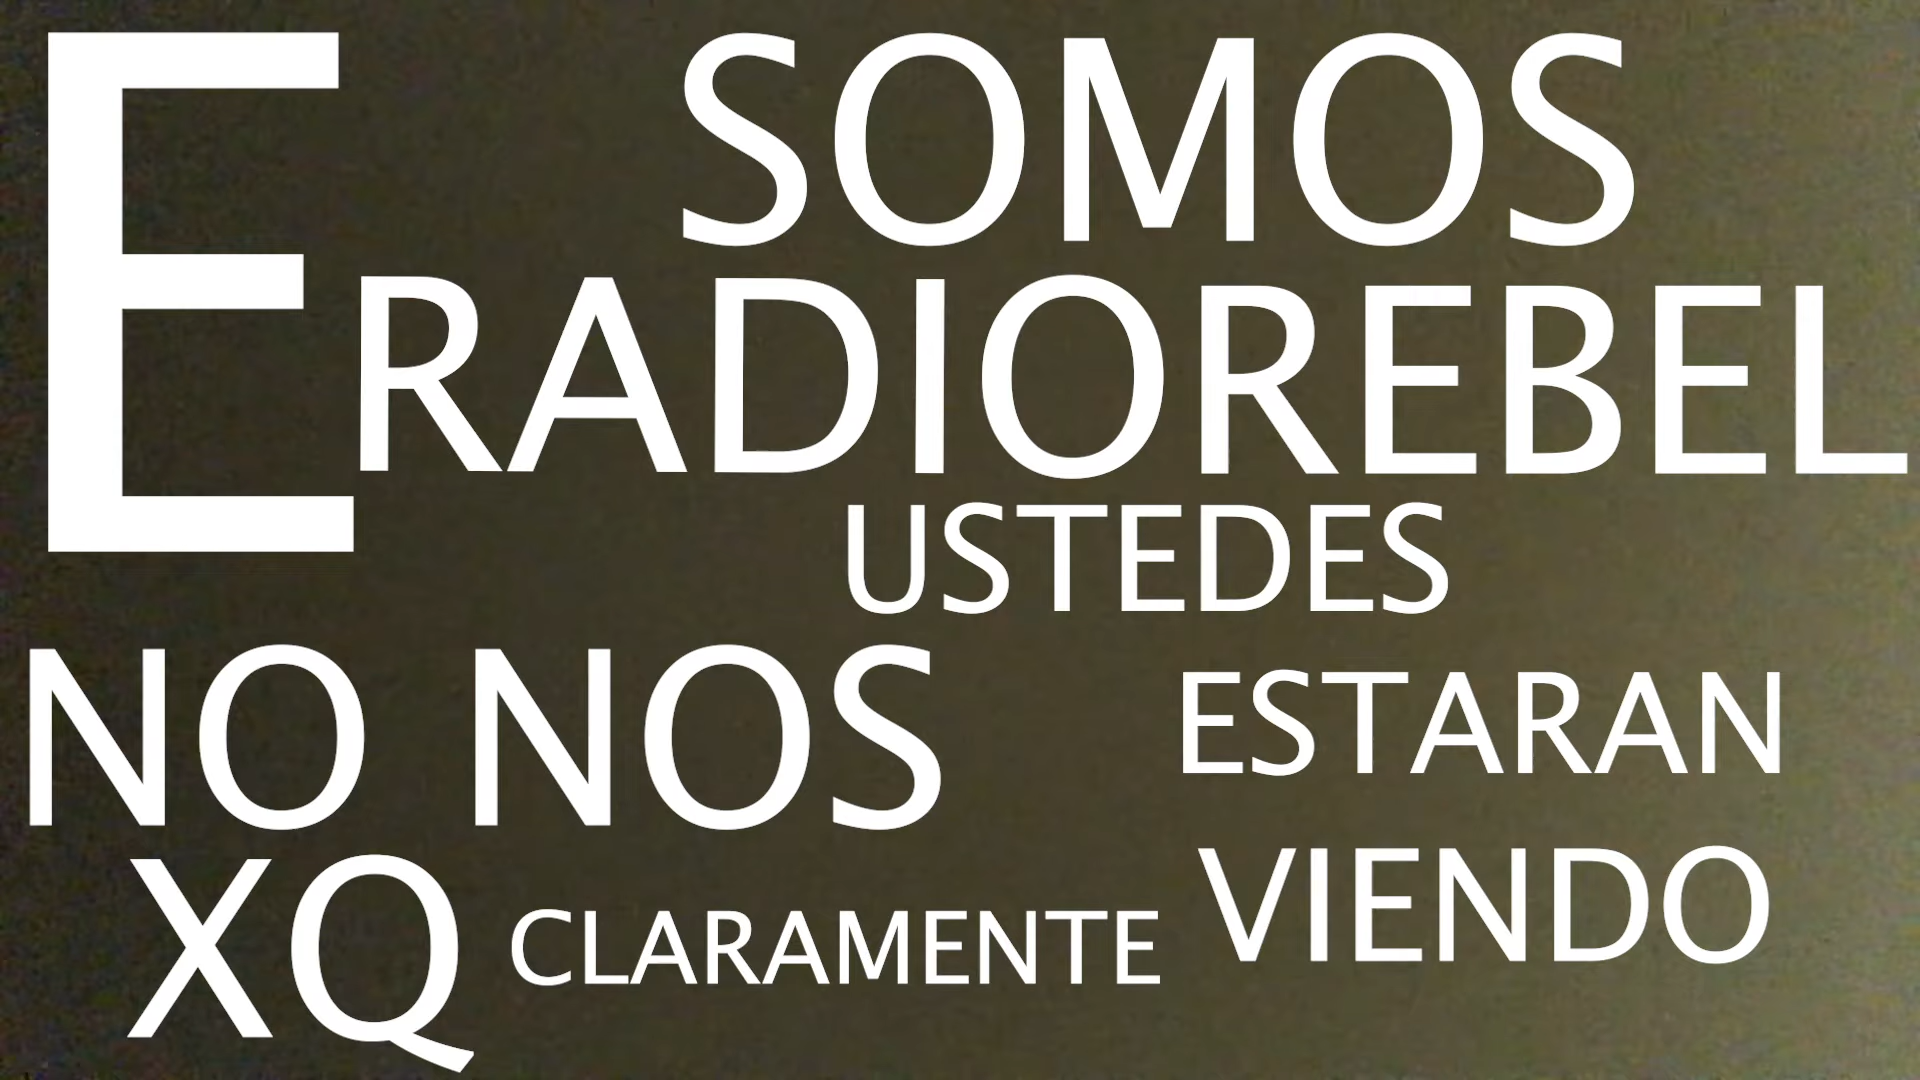 E SOMOS
RADIOREBEL
USTEDES
NO NOS ESTARAN
XQ CLARAMENTE VIENDO